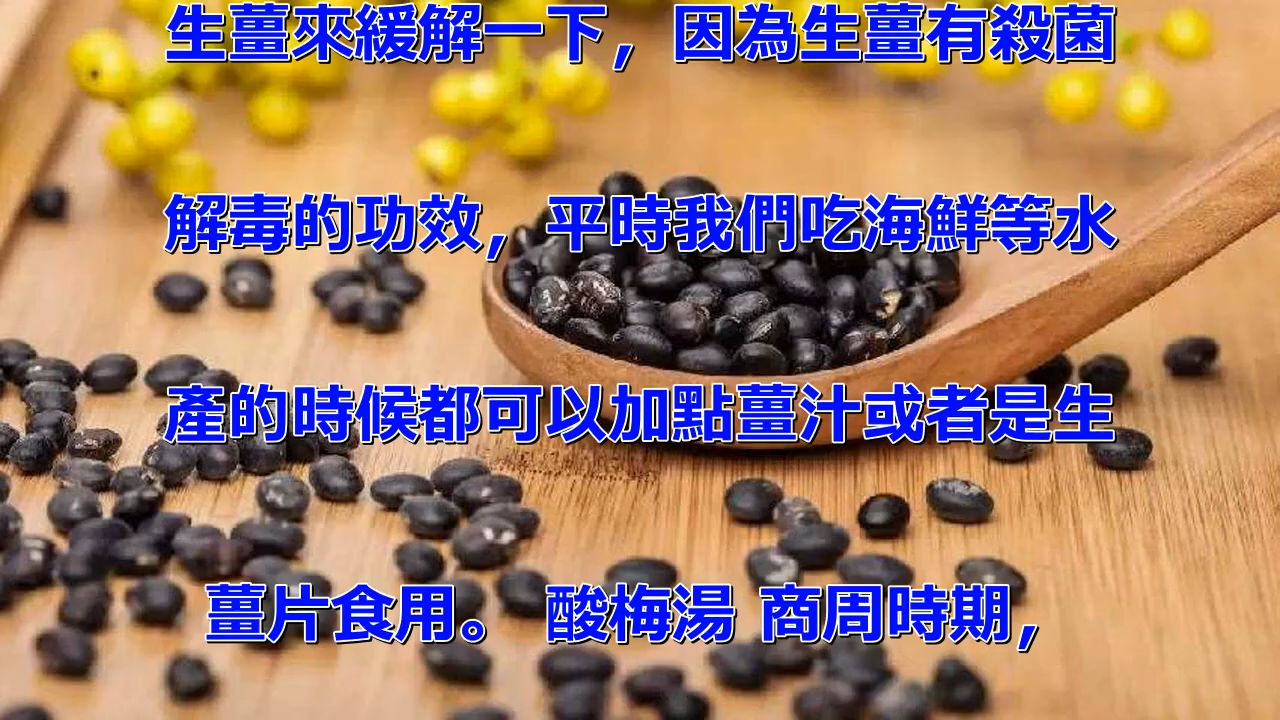 生薑來緩解一下，因為生薑有殺菌
解毒的功效，平時我們吃海鮮等水
產的時候都可以加點薑汁或者是生
薑片食用。 酸梅湯 商周時期，